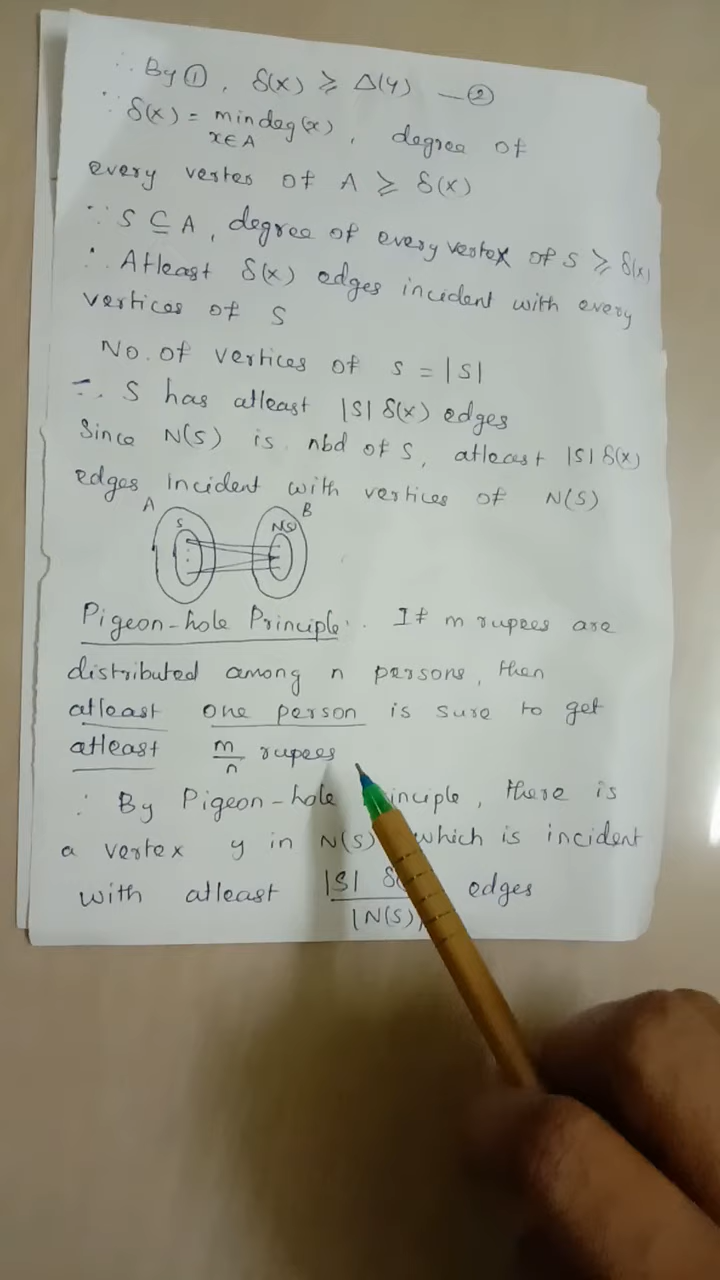 ∴ By ①, δ(x) ≥ Δ(y) — ②
∵ δ(x) = min deg(x), degree of
x∈A
every vertex of A ≥ δ(x)
∵ S ⊆ A, degree of every vertex of S ≥ δ(x)
∴ Atleast δ(x) edges incident with every
vertices of S
No. of vertices of S = |S|
∴ S has atleast |S| δ(x) edges
Since N(S) is nbd of S, atleast |S| δ(x)
edges incident with vertices of N(S)
A B
S N(S)
Pigeon-hole Principle: If m rupees are
distributed among n persons, then
atleast one person is sure to get
atleast m/n rupees
∴ By Pigeon-hole principle, there is
a vertex y in N(S) which is incident
with atleast |S| δ / |N(S)| edges